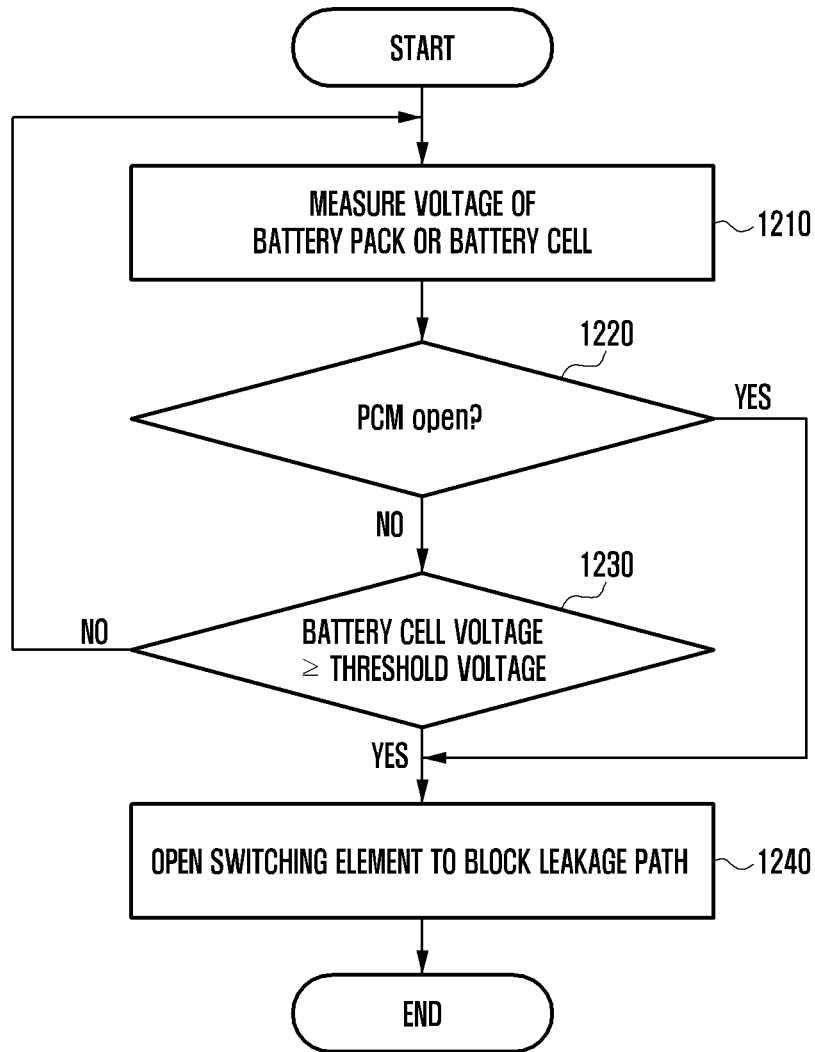 START
MEASURE VOLTAGE OF
BATTERY PACK OR BATTERY CELL
1210
1220
PCM open?
YES
NO
1230
BATTERY CELL VOLTAGE
≥ THRESHOLD VOLTAGE
NO
YES
OPEN SWITCHING ELEMENT TO BLOCK LEAKAGE PATH
1240
END